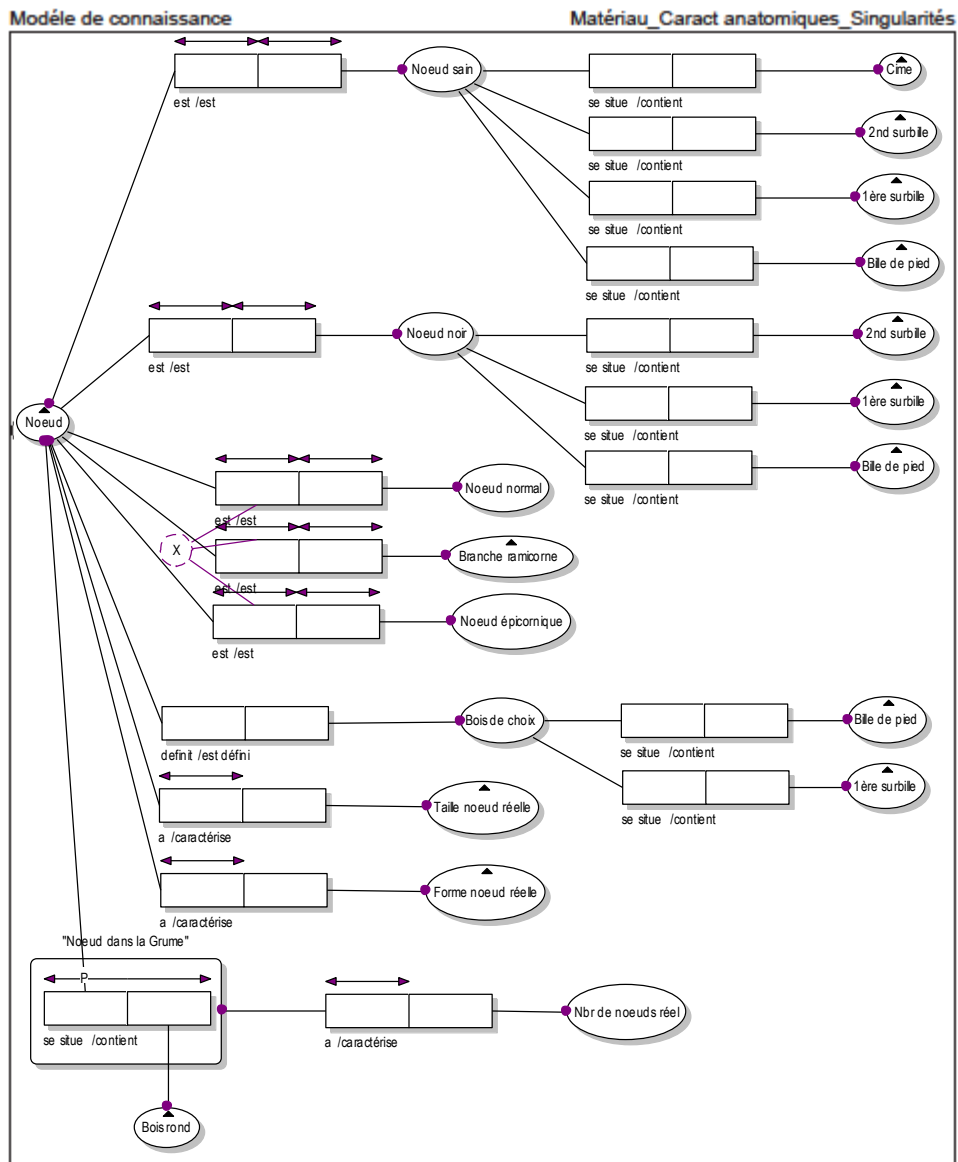 Modéle de connaissance
Matériau_Caract anatomiques_Singularités
Noeud sain
Cime
est /est
se situe /contient
2nd surbille
se situe /contient
1ère surbille
se situe /contient
Bille de pied
se situe /contient
Noeud noir
2nd surbille
est /est
se situe /contient
1ère surbille
Noeud
se situe /contient
Bille de pied
Noeud normal
se situe /contient
est /est
X
Branche ramicorne
est /est
Noeud épicornique
est /est
Bois de choix
Bille de pied
definit /est défini
se situe /contient
1ère surbille
Taille noeud réelle
se situe /contient
a /caractérise
Forme noeud réelle
a /caractérise
"Noeud dans la Grume"
P
Nbr de noeuds réel
se situe /contient
a /caractérise
Bois rond